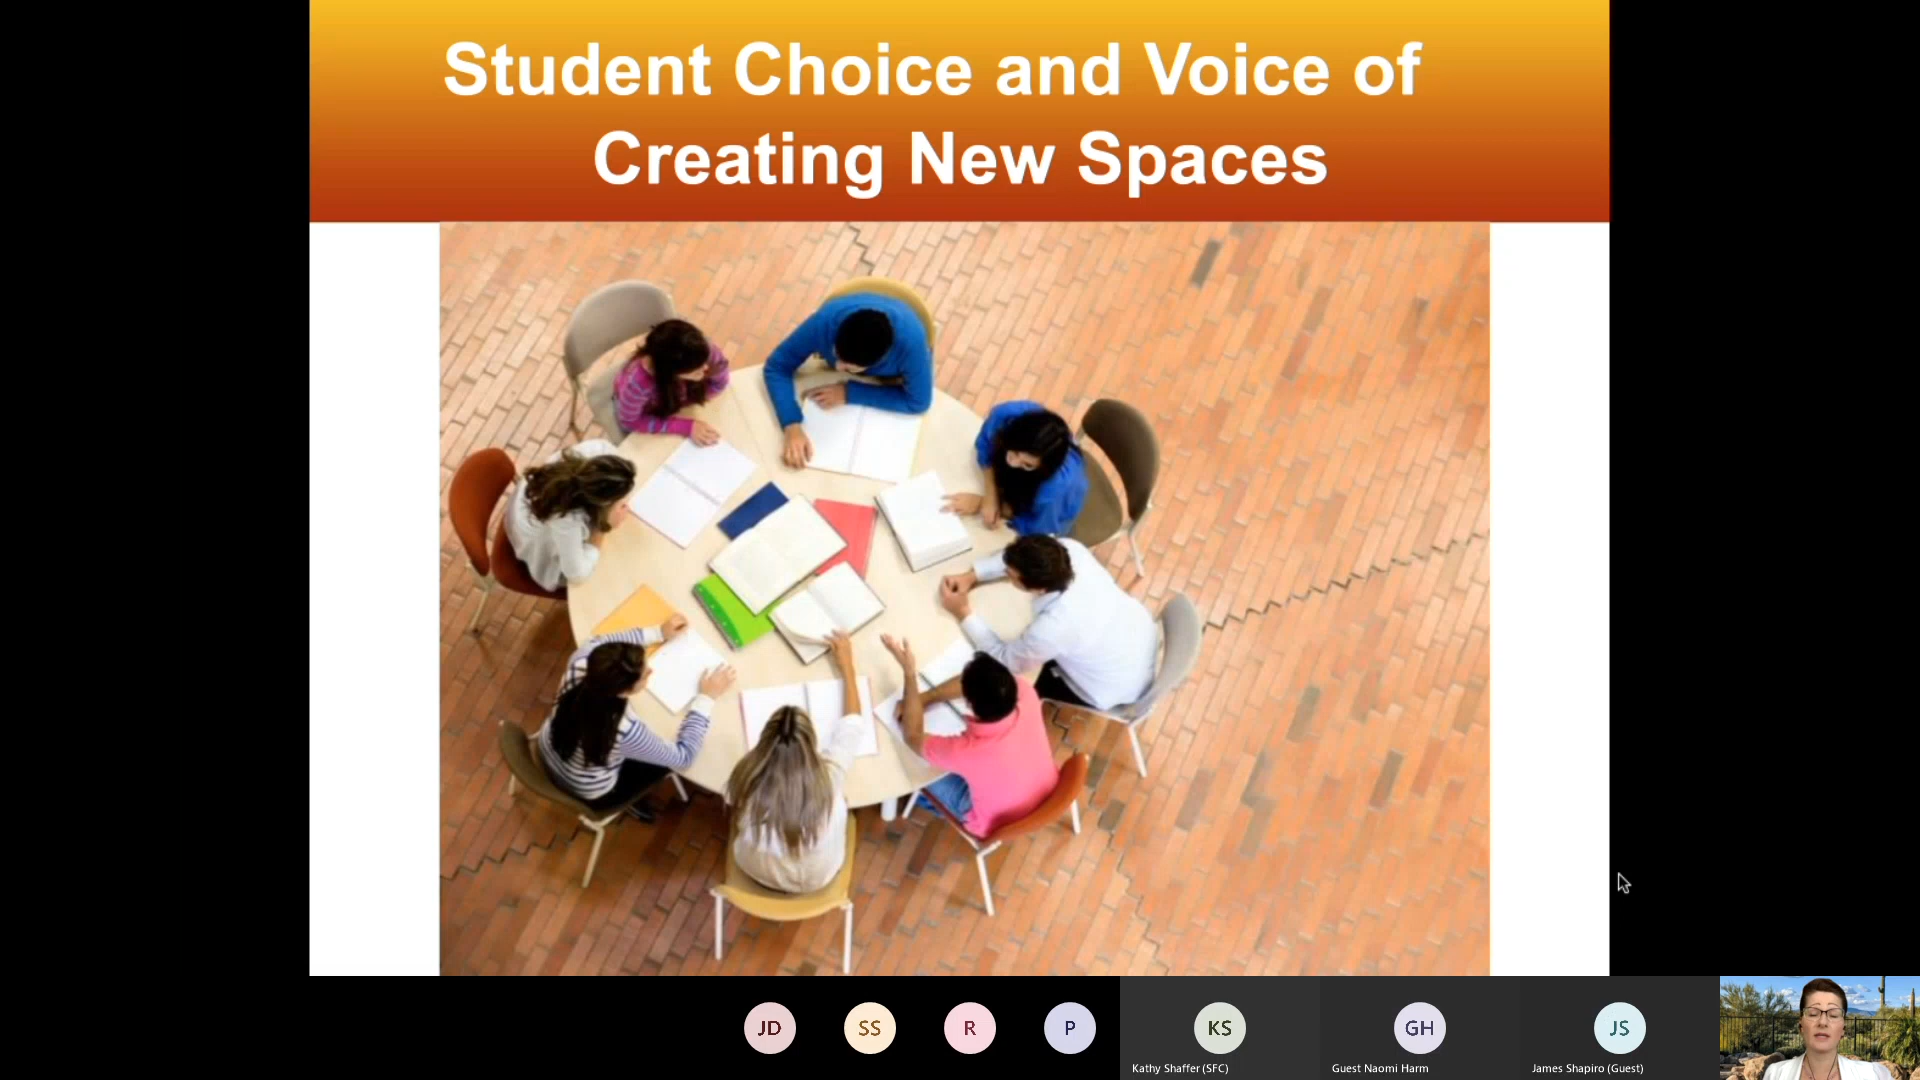 Student Choice and Voice of
Creating New Spaces
JD
SS
R
P
KS
GH
JS
Kathy Shaffer (SFC)
Guest Naomi Harm
James Shapiro (Guest)